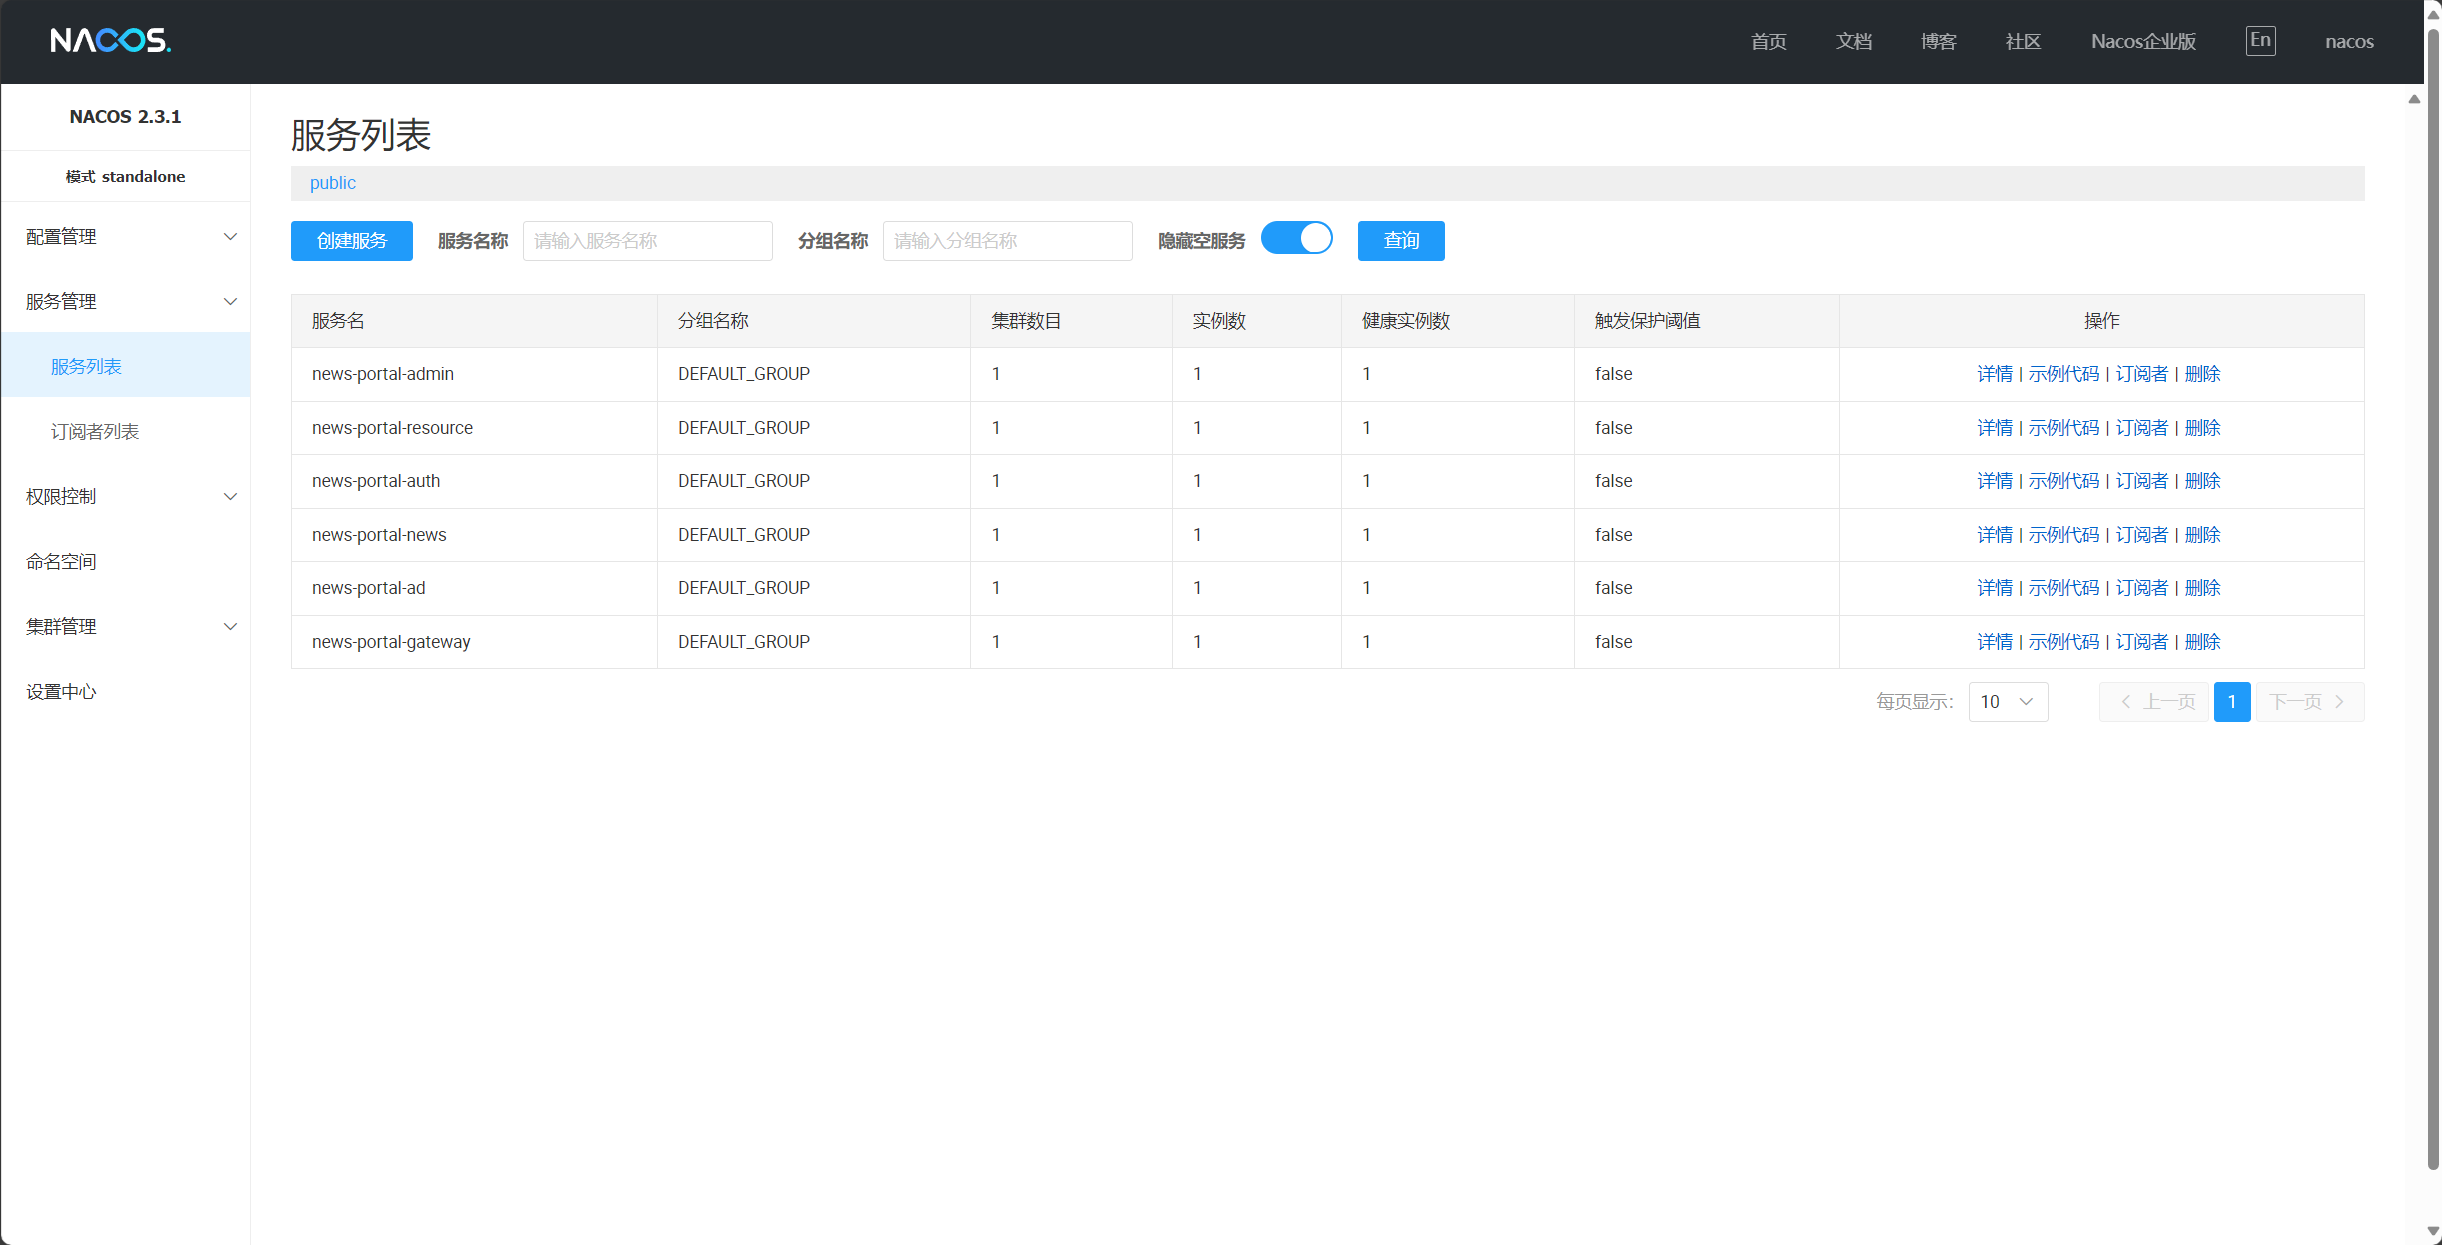 NACOS.
首页 文档 博客 社区 Nacos企业版 En nacos
NACOS 2.3.1
模式 standalone
配置管理
服务管理
服务列表
订阅者列表
权限控制
命名空间
集群管理
设置中心
服务列表
public
创建服务 服务名称 请输入服务名称 分组名称 请输入分组名称 隐藏空服务 查询
服务名 分组名称 集群数目 实例数 健康实例数 触发保护阈值 操作
news-portal-admin DEFAULT_GROUP 1 1 1 false 详情 | 示例代码 | 订阅者 | 删除
news-portal-resource DEFAULT_GROUP 1 1 1 false 详情 | 示例代码 | 订阅者 | 删除
news-portal-auth DEFAULT_GROUP 1 1 1 false 详情 | 示例代码 | 订阅者 | 删除
news-portal-news DEFAULT_GROUP 1 1 1 false 详情 | 示例代码 | 订阅者 | 删除
news-portal-ad DEFAULT_GROUP 1 1 1 false 详情 | 示例代码 | 订阅者 | 删除
news-portal-gateway DEFAULT_GROUP 1 1 1 false 详情 | 示例代码 | 订阅者 | 删除
每页显示: 10 上一页 1 下一页